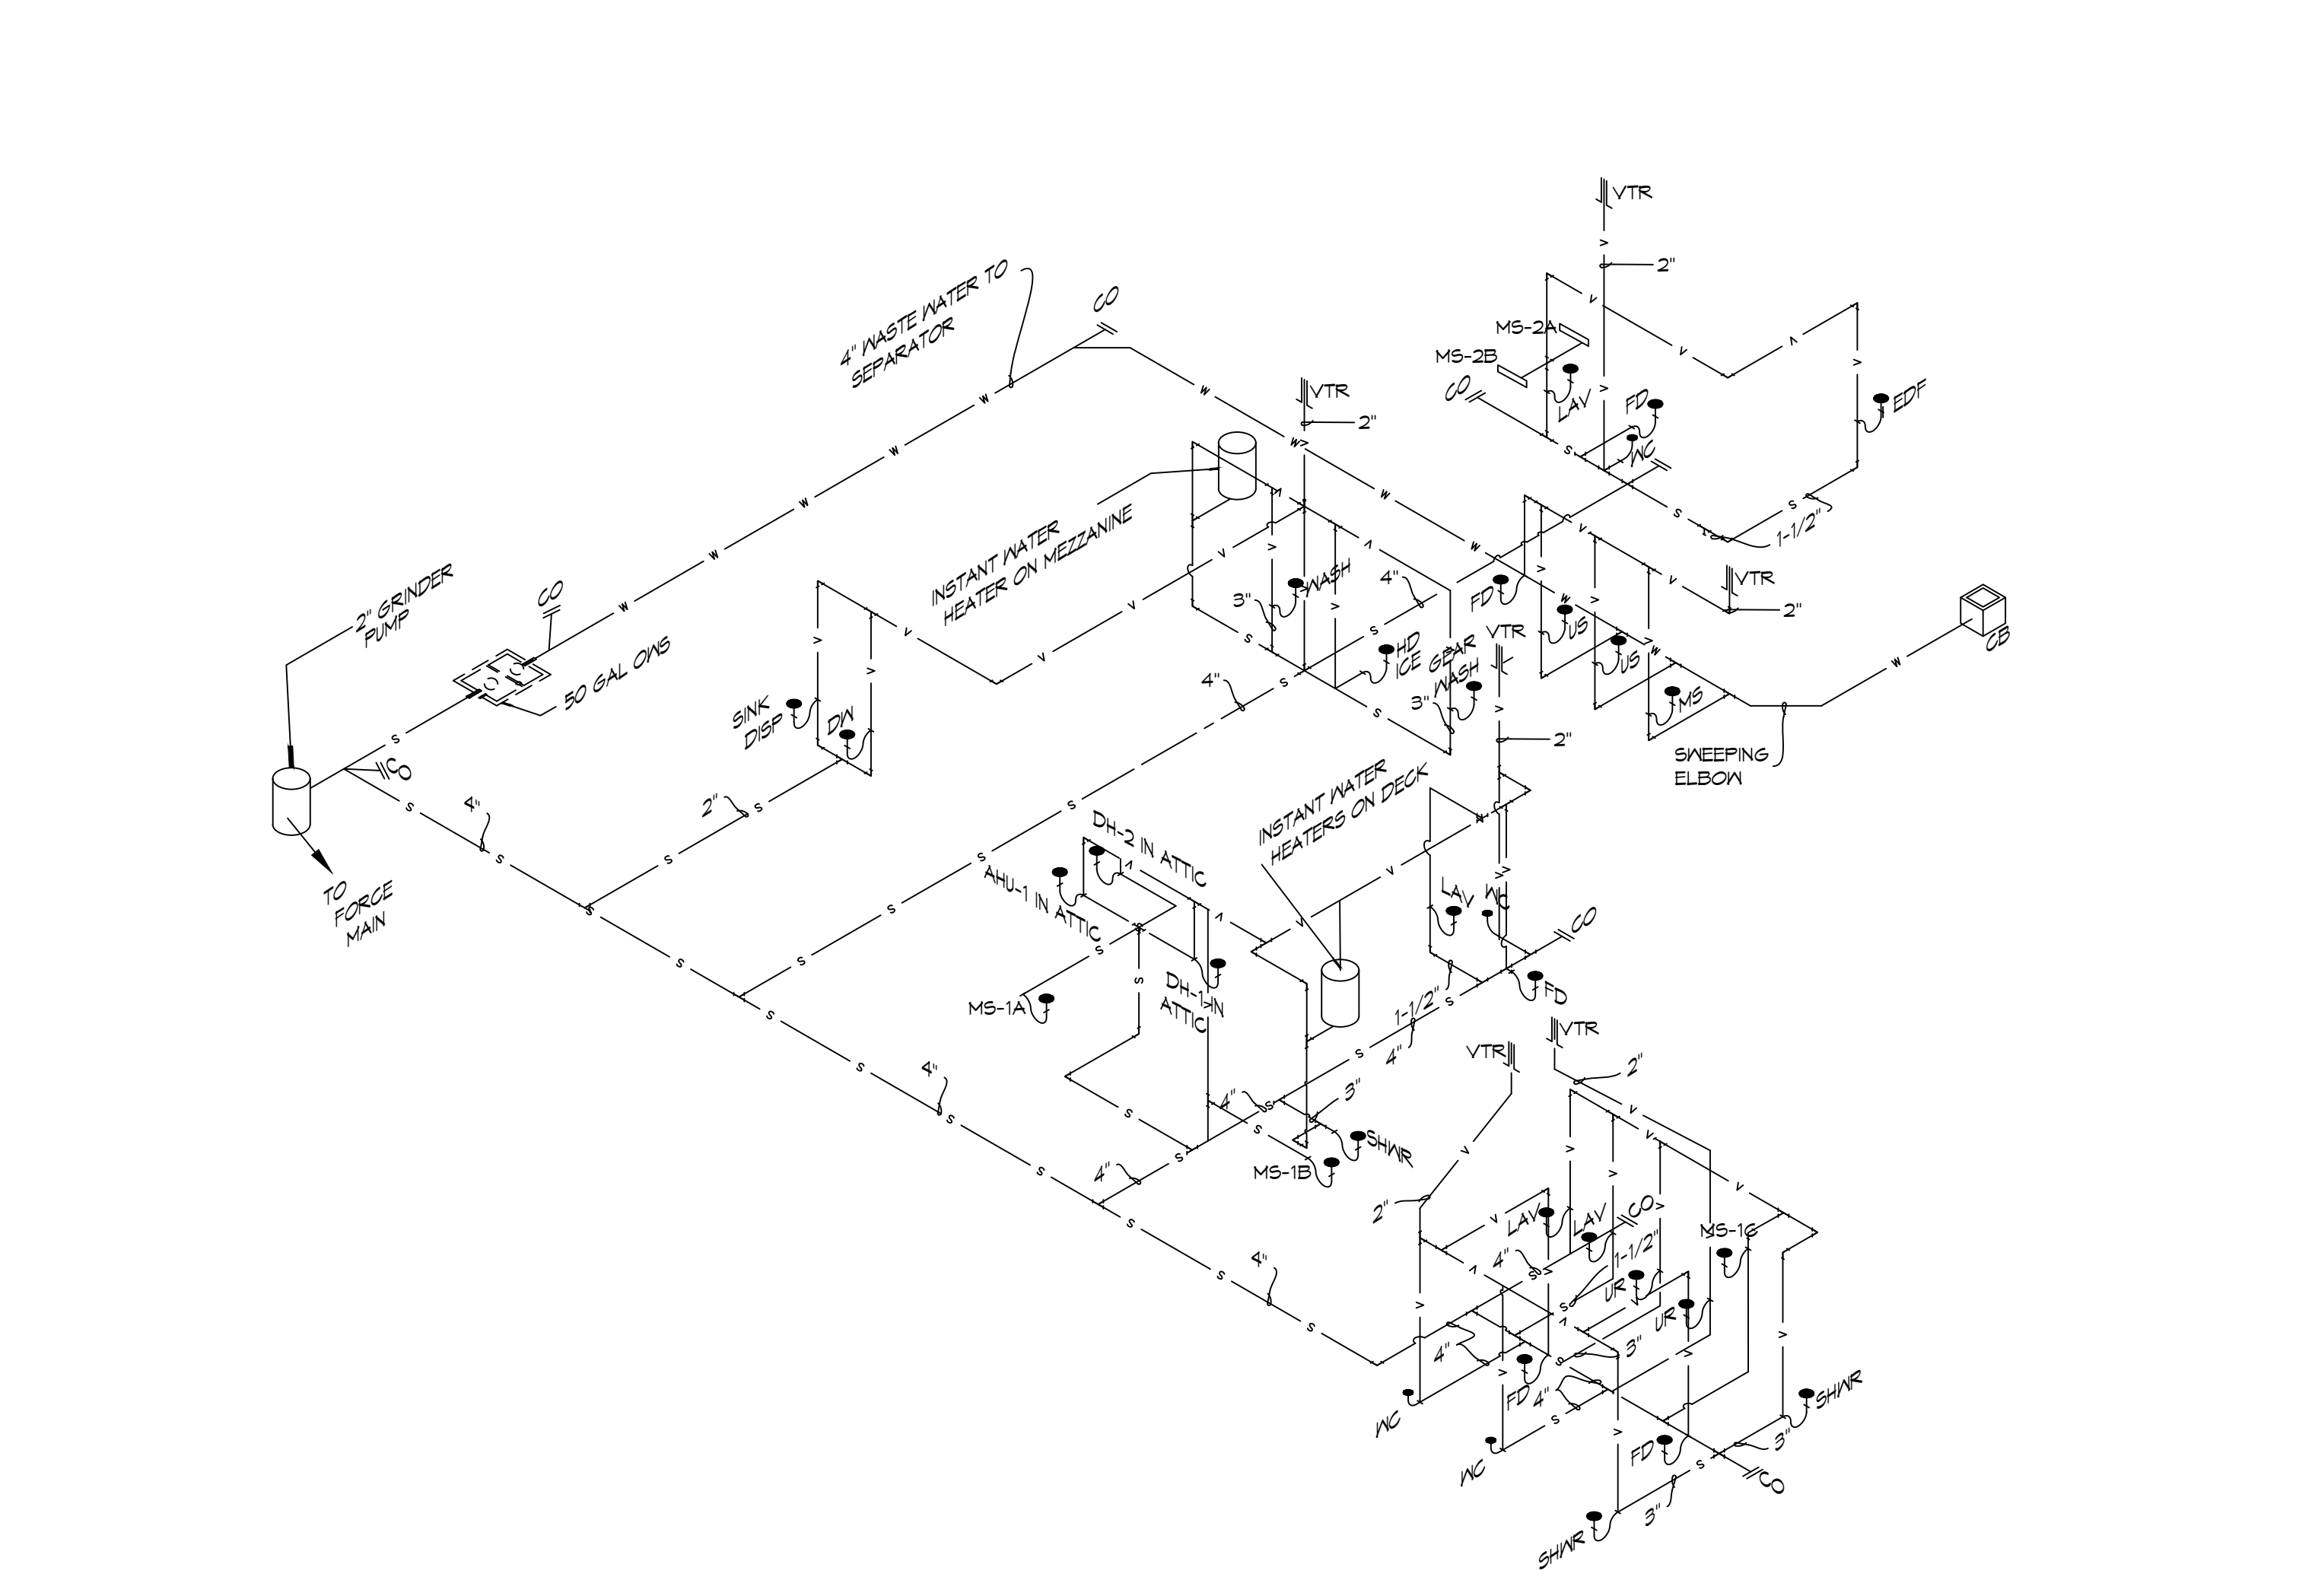 VTR
2"
4" WASTE WATER TO
SEPARATOR
CO
MS-2A
MS-2B
CO
LAV
FD
WC
EDF
1-1/2"
VTR
2"
INSTANT WATER
HEATER ON MEZZANINE
2" GRINDER
PUMP
CO
50 GAL OWS
CO
TO
FORCE
MAIN
4"
SINK
DISP
DW
2"
WASH
3"
4"
4"
HD
ICE
GEAR
WASH
3"
FD
US
US
MS
VTR
2"
CB
SWEEPING
ELBOW
VTR
2"
INSTANT WATER
HEATERS ON DECK
DH-2 IN ATTIC
AHU-1 IN ATTIC
DH-1 IN
ATTIC
MS-1A
LAV
WC
CO
FD
1-1/2"
4"
4"
3"
SHWR
MS-1B
4"
4"
4"
VTR
VTR
2"
2"
LAV
LAV
CO
MS-1C
4"
1-1/2"
UR
UR
4"
3"
FD
4"
WC
WC
FD
SHWR
3"
CO
3"
SHWR
S
V
W